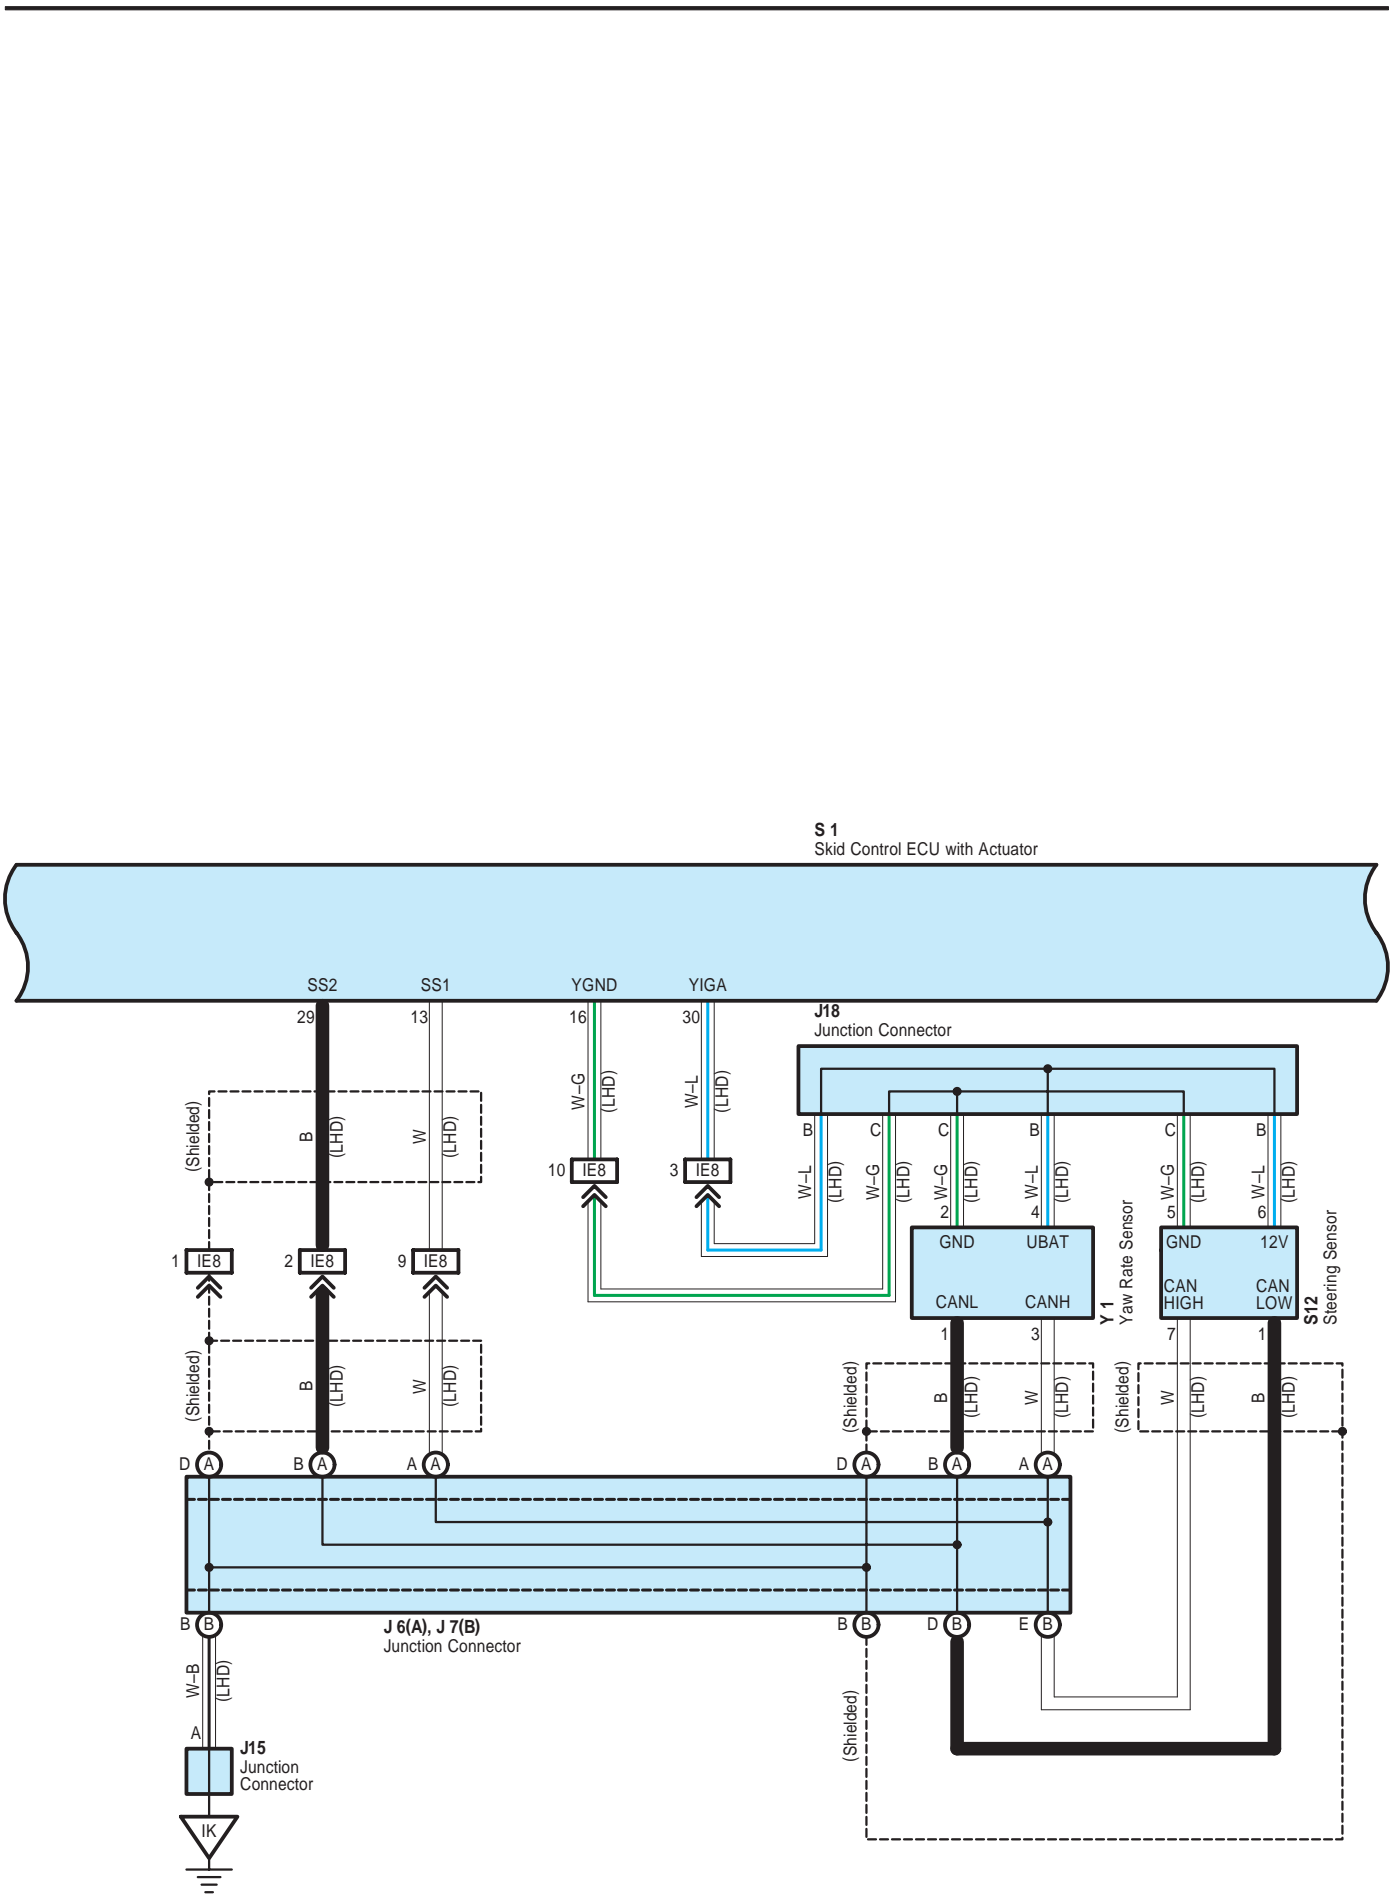 S 1
Skid Control ECU with Actuator
SS2
SS1
YGND
YIGA
29
13
16
30
J18
Junction Connector
W–G
(LHD)
W–L
(LHD)
(Shielded)
B
(LHD)
W
(LHD)
B
C
C
B
C
B
10
IE8
3
IE8
W–L
(LHD)
W–G
(LHD)
W–G
(LHD)
W–L
(LHD)
W–G
(LHD)
W–L
(LHD)
2
4
5
6
GND
UBAT
GND
12V
1
IE8
2
IE8
9
IE8
CANL
CANH
CAN
HIGH
CAN
LOW
Y 1
Yaw Rate Sensor
S12
Steering Sensor
1
3
7
1
(Shielded)
B
(LHD)
W
(LHD)
(Shielded)
B
(LHD)
W
(LHD)
(Shielded)
W
(LHD)
B
(LHD)
D
A
B
A
A
A
D
A
B
A
A
A
B
B
J 6(A), J 7(B)
Junction Connector
B
B
D
B
E
B
W–B
(LHD)
(Shielded)
A
J15
Junction
Connector
IK